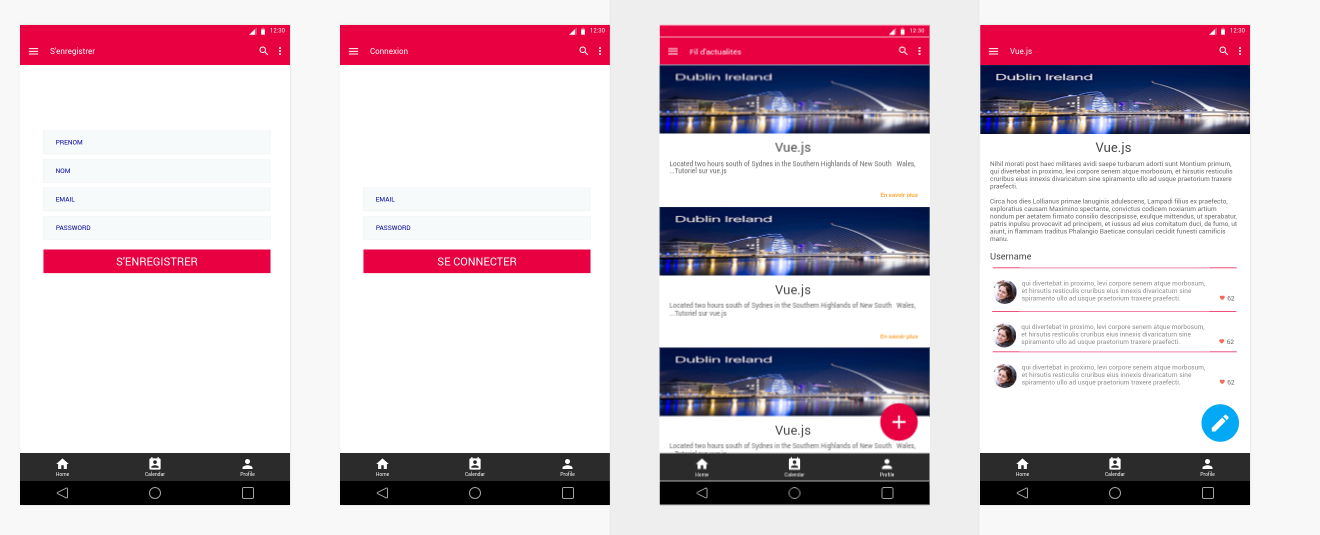 12:30
S'enregistrer
PRENOM
NOM
EMAIL
PASSWORD
S'ENREGISTRER
Home
Calendar
Profile
12:30
Connexion
EMAIL
PASSWORD
SE CONNECTER
Home
Calendar
Profile
12:30
Fil d'actualités
Dublin Ireland
Vue.js
Located two hours south of Sydnes in the Southern Highlands of New South Wales,
...Tutoriel sur vue.js
En savoir plus
Vue.js
Located two hours south of Sydnes in the Southern Highlands of New South Wales,
...Tutoriel sur vue.js
En savoir plus
Dublin Ireland
Vue.js
Located two hours south of Sydnes in the Southern Highlands of New South Wales,
...Tutoriel sur vue.js
Home
Calendar
Profile
12:30
Vue.js
Dublin Ireland
Vue.js
Nihil morati post haec militares avidi saepe turbarum adorti sunt Montium primum,
qui divertebat in proximo, levi corpore senem atque morbosum, et hirsutis resticulis
cruribus eius innexis divaricatum sine spiramento ullo ad usque praetorium traxere
praefecti.
Circa hos dies Lollianus primae lanuginis adulescens, Lampadi filius ex praefecto,
exploratius causam Maximino spectante, convictus codicem noxiarum artium
nondum per aetatem firmato consilio descripsisse, exulque mittendus, ut sperabatur,
patris inpulsu provocavit ad principem, et iussus ad eius comitatum duci, de fumo, ut
aiunt, in flammam traditus Phalangio Baeticae consulari cecidit funesti carnificis
manu.
Username
qui divertebat in proximo, levi corpore senem atque morbosum,
et hirsutis resticulis cruribus eius innexis divaricatum sine
spiramento ullo ad usque praetorium traxere praefecti.
62
qui divertebat in proximo, levi corpore senem atque morbosum,
et hirsutis resticulis cruribus eius innexis divaricatum sine
spiramento ullo ad usque praetorium traxere praefecti.
62
qui divertebat in proximo, levi corpore senem atque morbosum,
et hirsutis resticulis cruribus eius innexis divaricatum sine
spiramento ullo ad usque praetorium traxere praefecti.
62
Home
Calendar
Profile